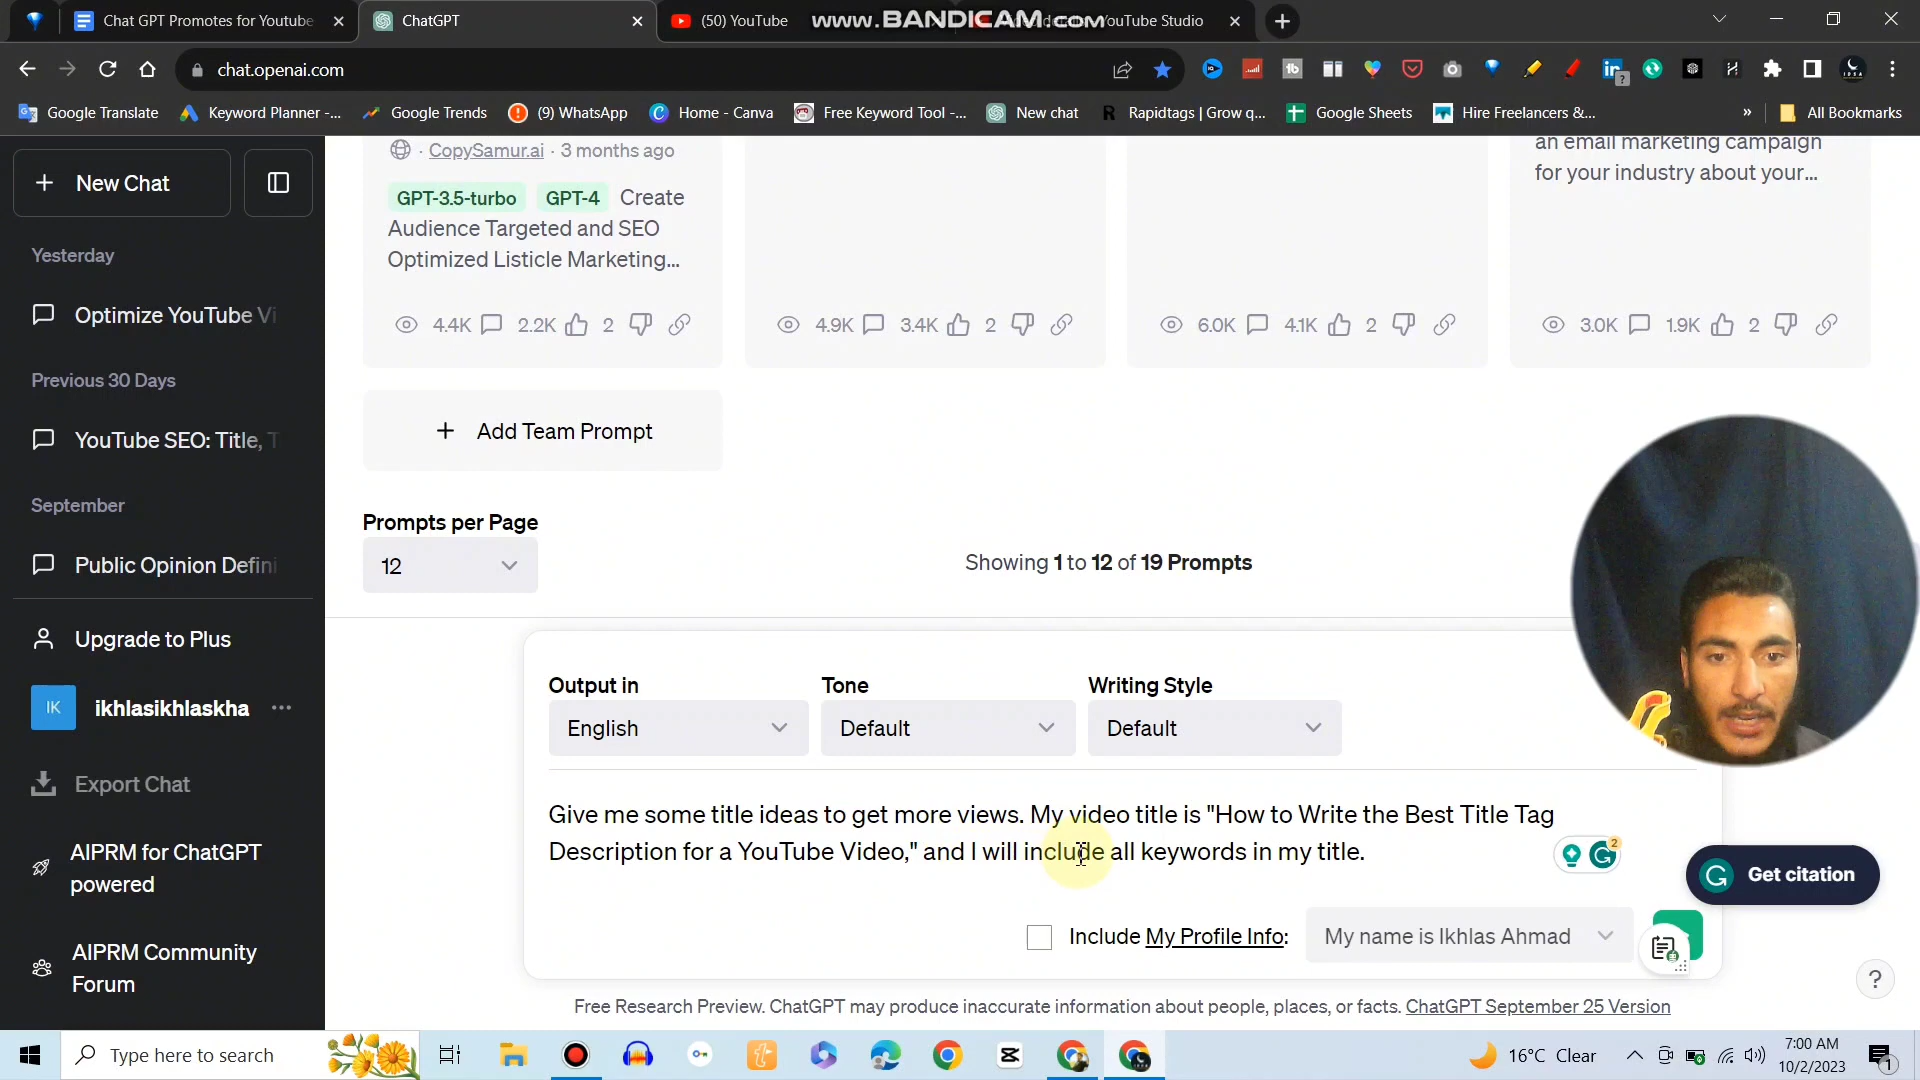 Chat GPT Promotes for Youtube
ChatGPT
(50) YouTube
www.BANDICAM.com
YouTube Studio
chat.openai.com
Google Translate
Keyword Planner -...
Google Trends
(9) WhatsApp
Home - Canva
Free Keyword Tool -...
New chat
Rapidtags | Grow q...
Google Sheets
Hire Freelancers &...
»
All Bookmarks
New Chat
Yesterday
Optimize YouTube Vi
Previous 30 Days
YouTube SEO: Title, T
September
Public Opinion Defini
Upgrade to Plus
IK
ikhlasikhlaskha
Export Chat
AIPRM for ChatGPT
powered
AIPRM Community
Forum
· CopySamur.ai · 3 months ago
GPT-3.5-turbo GPT-4 Create
Audience Targeted and SEO
Optimized Listicle Marketing...
an email marketing campaign
for your industry about your...
4.4K 2.2K 2
4.9K 3.4K 2
6.0K 4.1K 2
3.0K 1.9K 2
+ Add Team Prompt
Prompts per Page
12
Showing 1 to 12 of 19 Prompts
Output in
English
Tone
Default
Writing Style
Default
Give me some title ideas to get more views. My video title is "How to Write the Best Title Tag
Description for a YouTube Video," and I will include all keywords in my title.
2
Get citation
Include My Profile Info:
My name is Ikhlas Ahmad
?
Free Research Preview. ChatGPT may produce inaccurate information about people, places, or facts. ChatGPT September 25 Version
Type here to search
16°C Clear
7:00 AM
10/2/2023
1